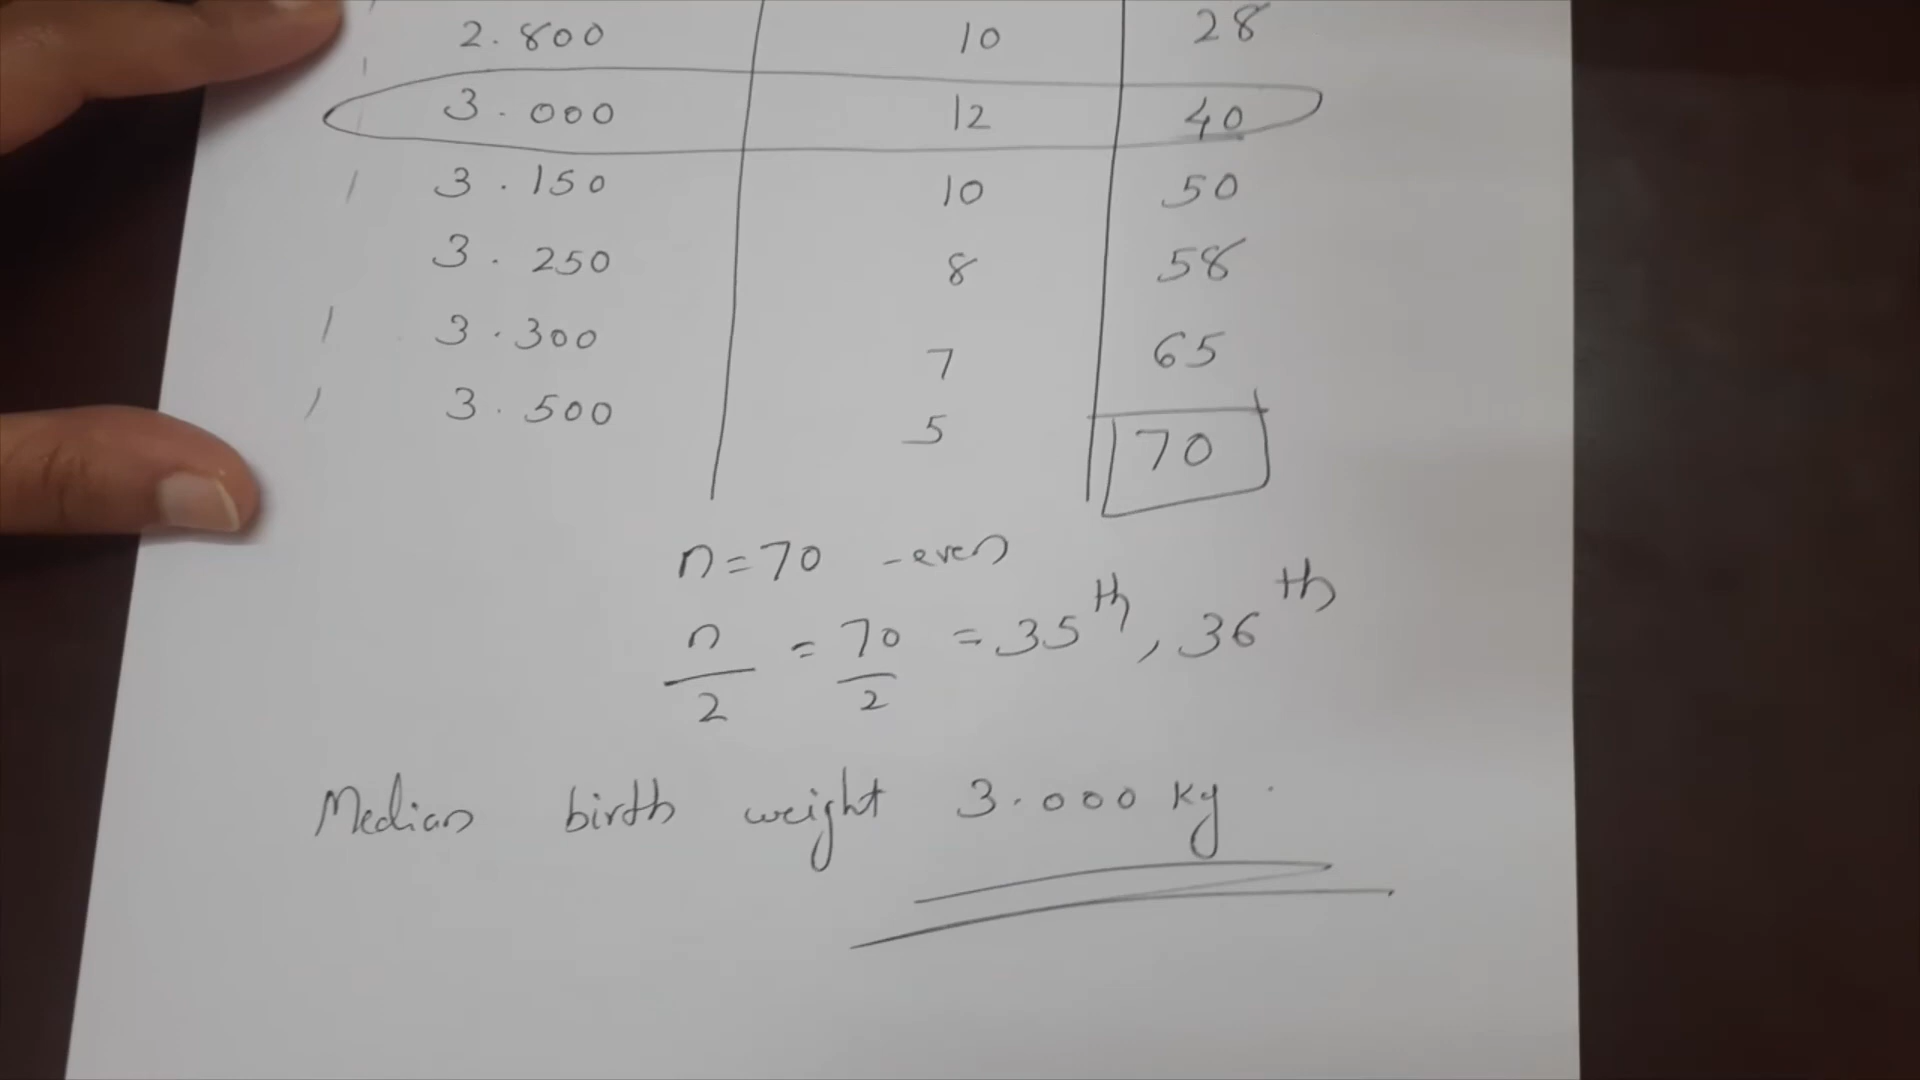 2.800 10 28
3.000 12 40
3.150 10 50
3.250 8 58
3.300 7 65
3.500 5 70
n=70 - even
n/2 = 70/2 = 35th, 36th
Median birth weight 3.000 kg.